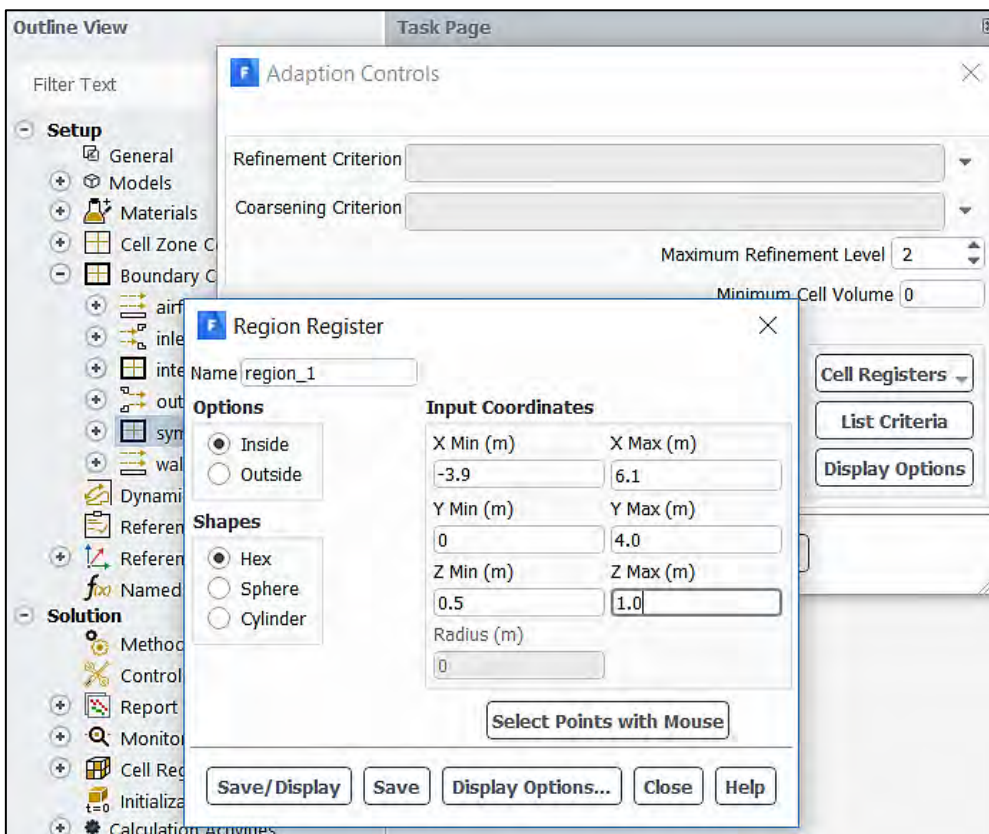 Outline View
Task Page
Filter Text
Setup
General
Models
Materials
Cell Zone C
Boundary C
airf
inle
inte
out
sym
wal
Dynami
Referen
Referen
Named
Solution
Method
Control
Report
Monitor
Cell Reg
t=0 Initializa
Calculation Activities
F Adaption Controls
Refinement Criterion
Coarsening Criterion
Maximum Refinement Level 2
Minimum Cell Volume 0
Cell Registers
List Criteria
Display Options
F Region Register
Name region_1
Options
Inside
Outside
Shapes
Hex
Sphere
Cylinder
Input Coordinates
X Min (m) X Max (m)
-3.9 6.1
Y Min (m) Y Max (m)
0 4.0
Z Min (m) Z Max (m)
0.5 1.0
Radius (m)
0
Select Points with Mouse
Save/Display Save Display Options... Close Help